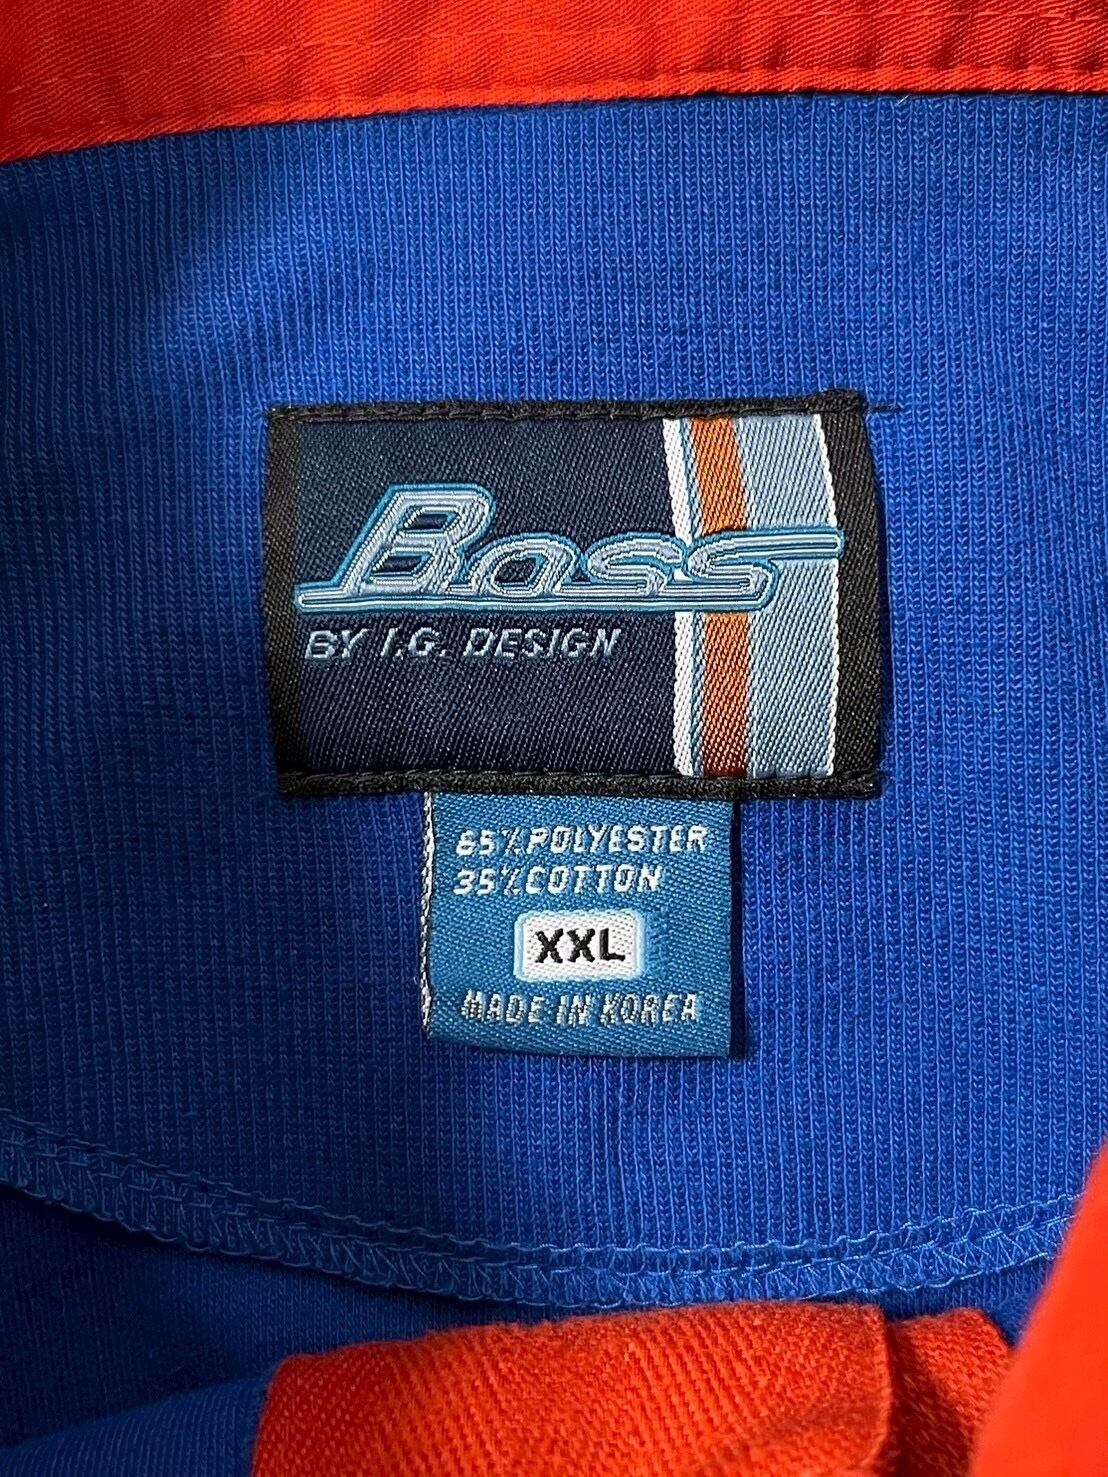 Boss
BY I.G. DESIGN
65% POLYESTER
35% COTTON
XXL
MADE IN KOREA